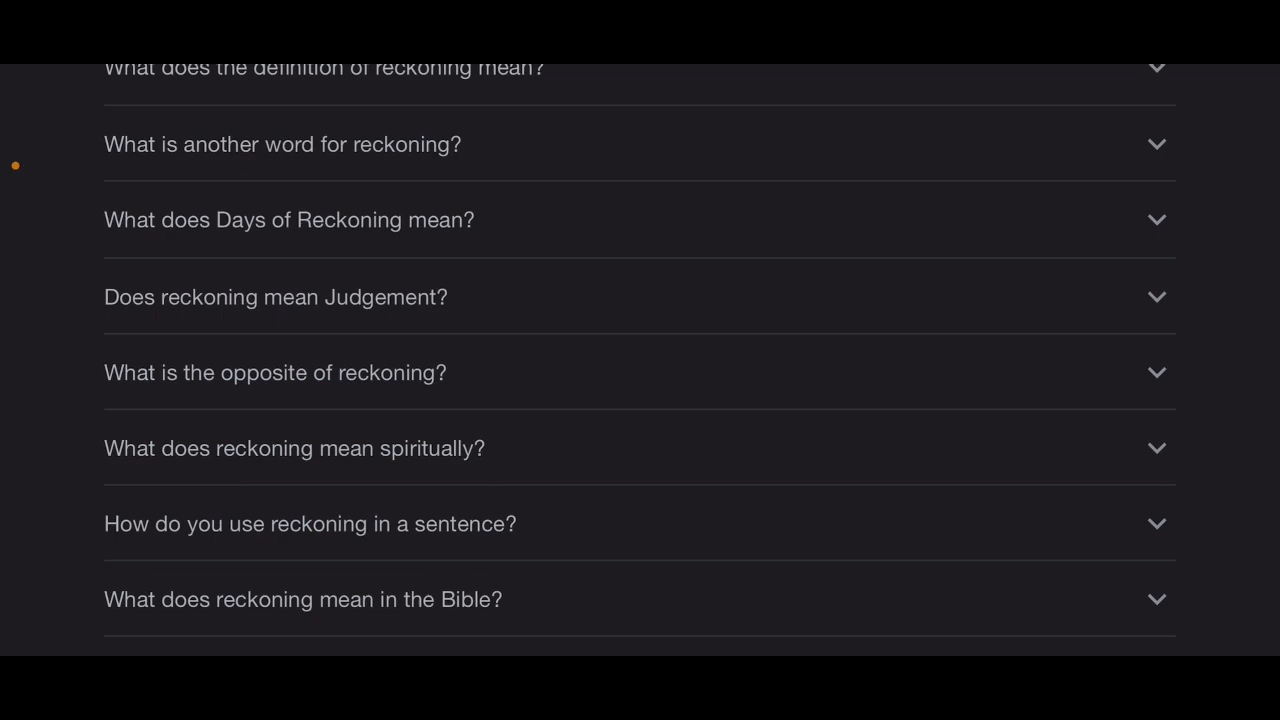 What does the definition of reckoning mean?
What is another word for reckoning?
What does Days of Reckoning mean?
Does reckoning mean Judgement?
What is the opposite of reckoning?
What does reckoning mean spiritually?
How do you use reckoning in a sentence?
What does reckoning mean in the Bible?